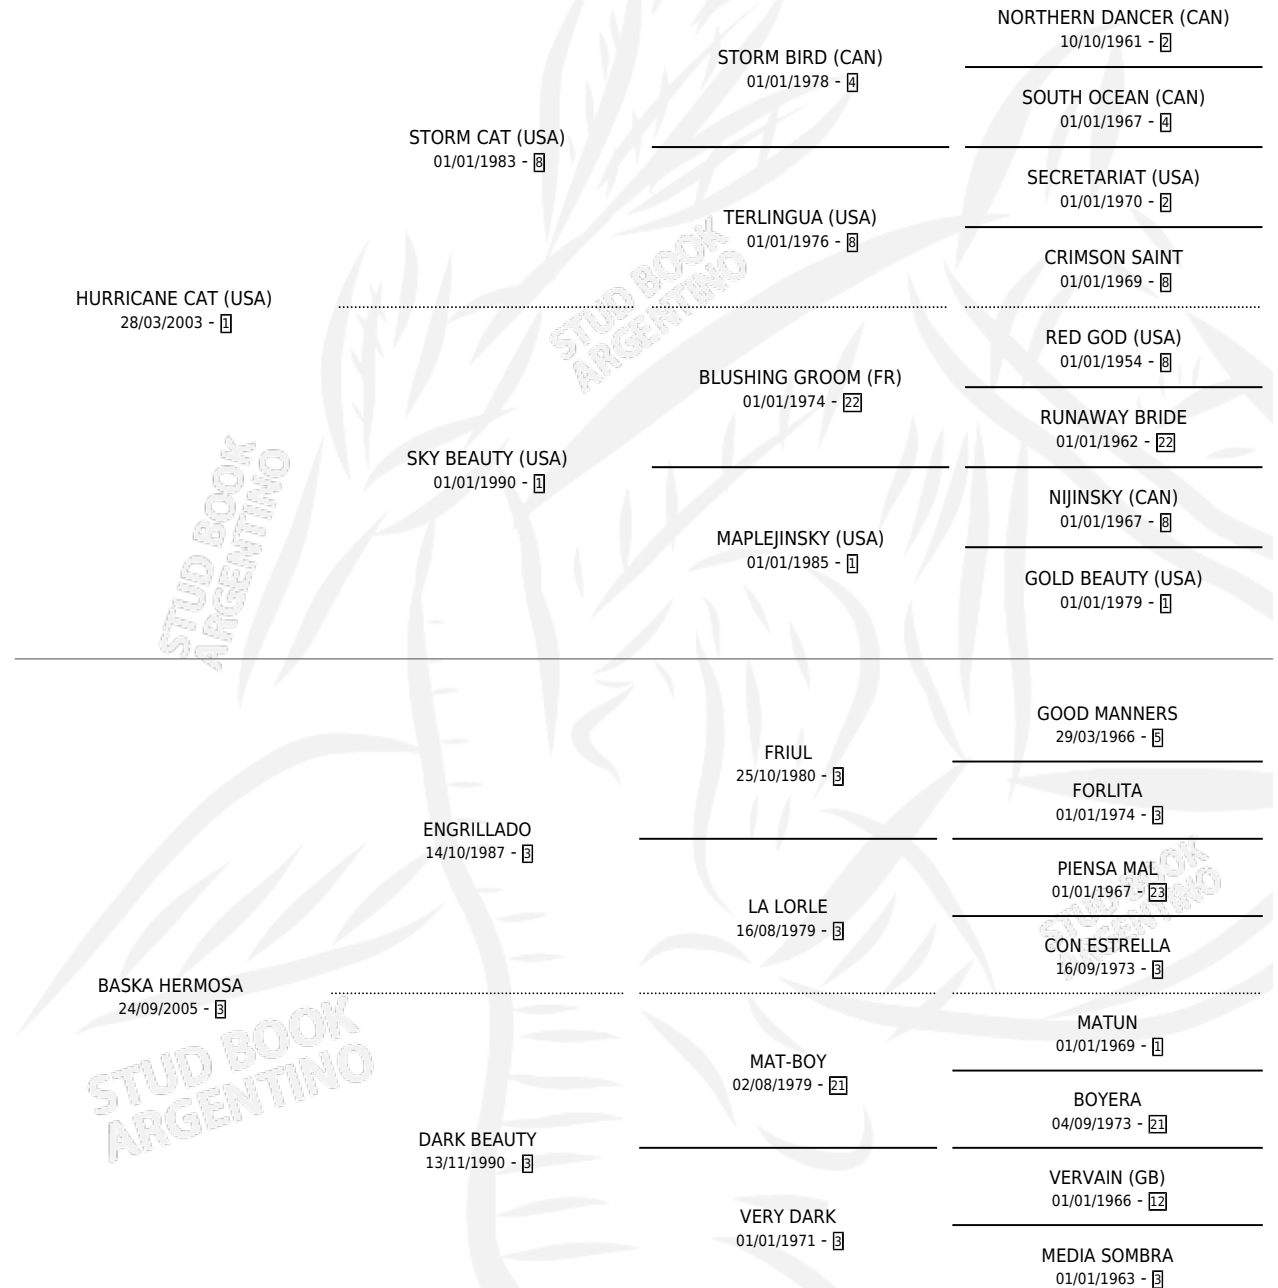 NORTHERN DANCER (CAN)
10/10/1961 - 2
STORM BIRD (CAN)
01/01/1978 - 4
SOUTH OCEAN (CAN)
01/01/1967 - 4
STORM CAT (USA)
01/01/1983 - 8
SECRETARIAT (USA)
01/01/1970 - 2
TERLINGUA (USA)
01/01/1976 - 8
CRIMSON SAINT
01/01/1969 - 8
HURRICANE CAT (USA)
28/03/2003 - 1
STUD BOOK
ARGENTINO
RED GOD (USA)
01/01/1954 - 8
BLUSHING GROOM (FR)
01/01/1974 - 22
RUNAWAY BRIDE
01/01/1962 - 22
SKY BEAUTY (USA)
01/01/1990 - 1
NIJINSKY (CAN)
01/01/1967 - 8
MAPLEJINSKY (USA)
01/01/1985 - 1
GOLD BEAUTY (USA)
01/01/1979 - 1
STUD BOOK
ARGENTINO
GOOD MANNERS
29/03/1966 - 5
FRIUL
25/10/1980 - 3
FORLITA
01/01/1974 - 3
ENGRILLADO
14/10/1987 - 3
PIENSA MAL
01/01/1967 - 23
LA LORLE
16/08/1979 - 3
STUD BOOK
ARGENTINO
CON ESTRELLA
16/09/1973 - 3
BASKA HERMOSA
24/09/2005 - 3
STUD BOOK
ARGENTINO
MATUN
01/01/1969 - 1
MAT-BOY
02/08/1979 - 21
BOYERA
04/09/1973 - 21
DARK BEAUTY
13/11/1990 - 3
VERVAIN (GB)
01/01/1966 - 12
VERY DARK
01/01/1971 - 3
MEDIA SOMBRA
01/01/1963 - 3